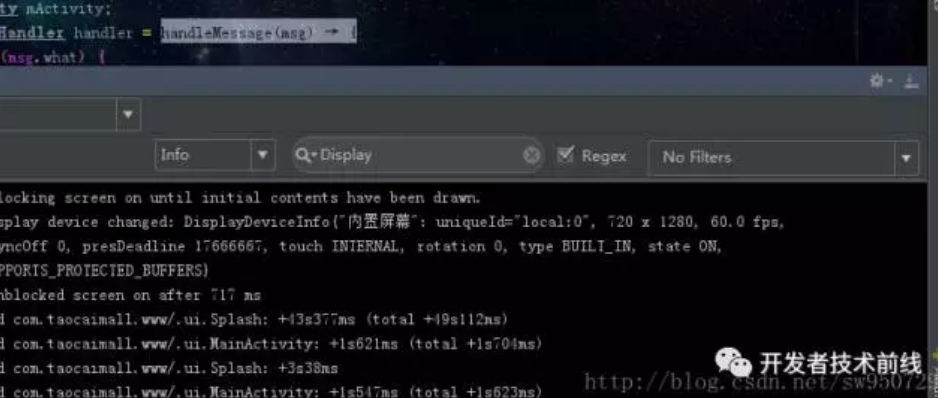 ty mActivity;
Handler handler = handleMessage(msg) → {
(msg.what) {
Info
Display
Regex
No Filters
locking screen on until initial contents have been drawn.
splay device changed: DisplayDeviceInfo{"内置屏幕": uniqueId="local:0", 720 x 1280, 60.0 fps,
yncOff 0, presDeadline 17666667, touch INTERNAL, rotation 0, type BUILT_IN, state ON,
PPORTS_PROTECTED_BUFFERS}
nblocked screen on after 717 ms
d com.taocaimall.www/.ui.Splash: +43s377ms (total +49s112ms)
d com.taocaimall.www/.ui.MainActivity: +1s621ms (total +1s704ms)
d com.taocaimall.www/.ui.Splash: +3s38ms
d com.taocaimall.www/.ui.MainActivity: +1s547ms (total +1s623ms)
开发者技术前线
http://blog.csdn.net/sw950729